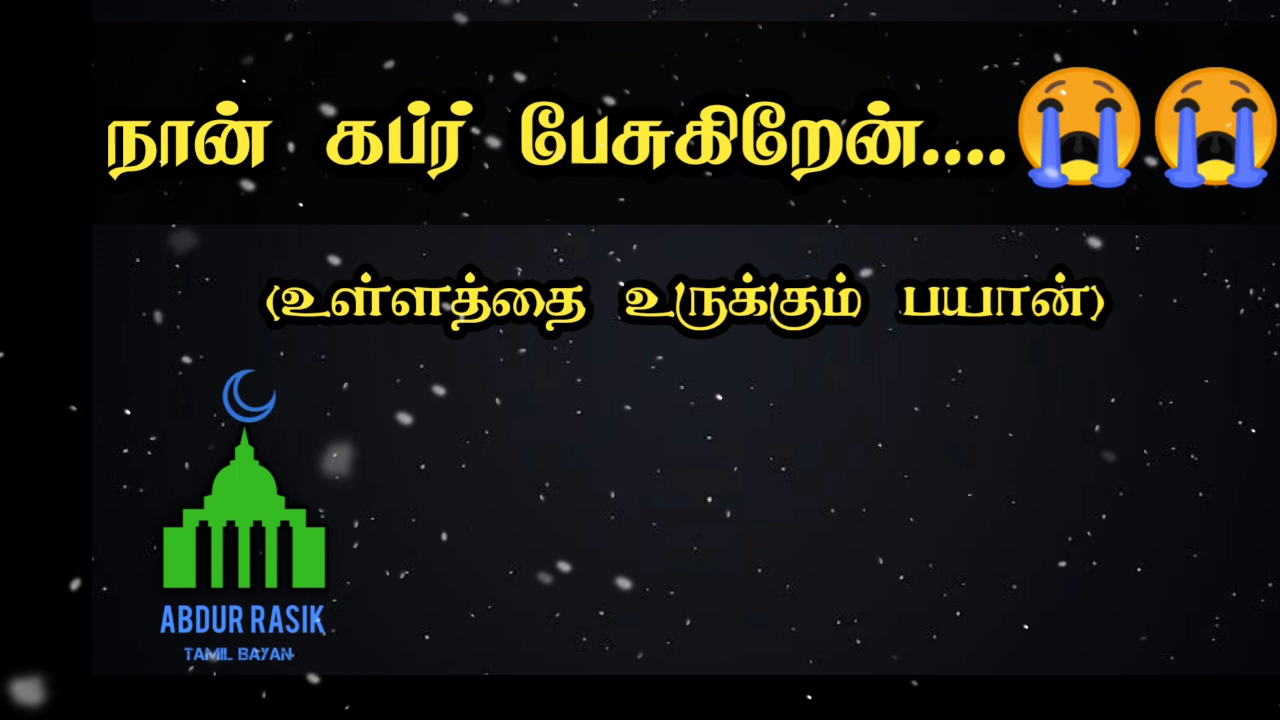 நான் கப்ர் பேசுகிறேன்....😭😭
(உள்ளத்தை உருக்கும் பயான்)
ABDUR RASIK
TAMIL BAYAN